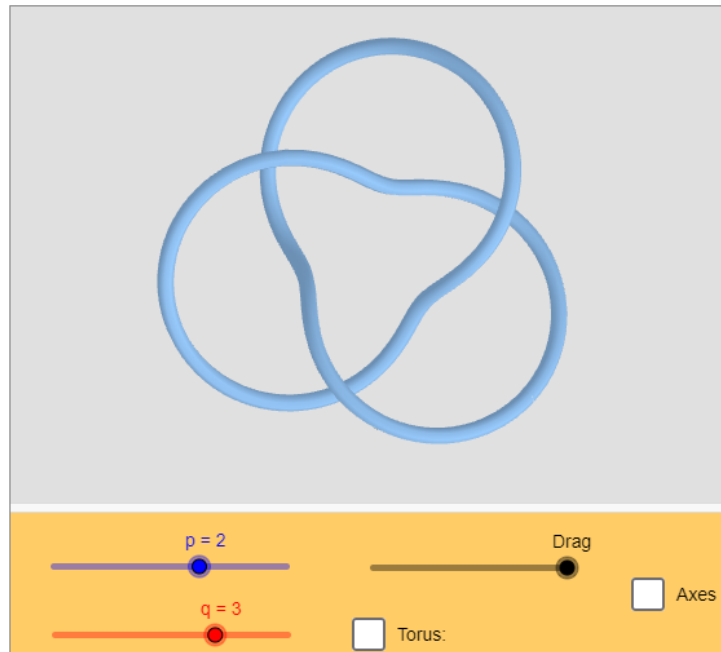 p = 2
Drag
Axes
q = 3
Torus: